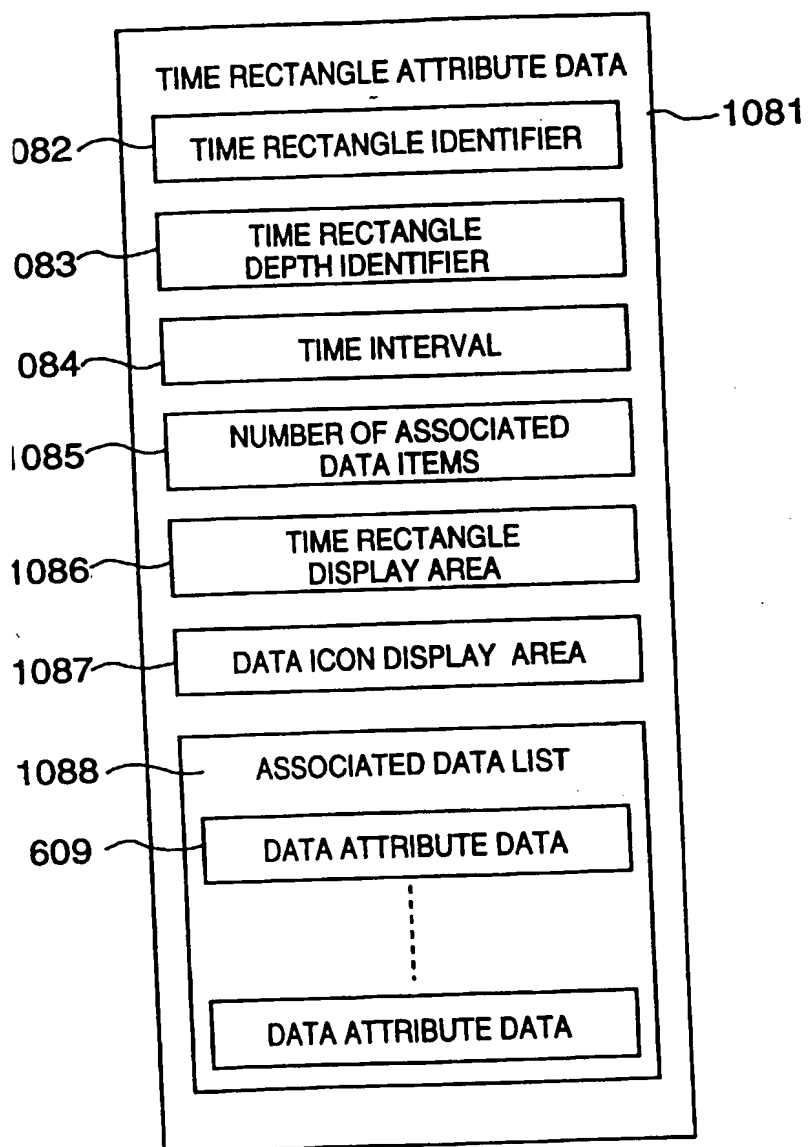 TIME RECTANGLE ATTRIBUTE DATA
1081
082
TIME RECTANGLE IDENTIFIER
083
TIME RECTANGLE
DEPTH IDENTIFIER
084
TIME INTERVAL
1085
NUMBER OF ASSOCIATED
DATA ITEMS
1086
TIME RECTANGLE
DISPLAY AREA
1087
DATA ICON DISPLAY AREA
1088
ASSOCIATED DATA LIST
609
DATA ATTRIBUTE DATA
DATA ATTRIBUTE DATA